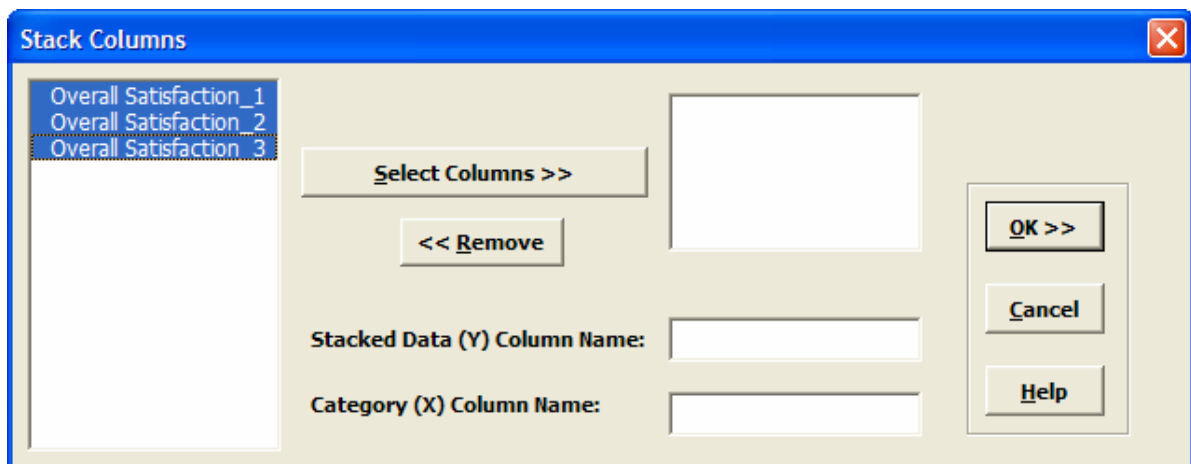 Stack Columns
Overall Satisfaction_1
Overall Satisfaction_2
Overall Satisfaction_3
Select Columns >>
<< Remove
Stacked Data (Y) Column Name:
Category (X) Column Name:
OK >>
Cancel
Help